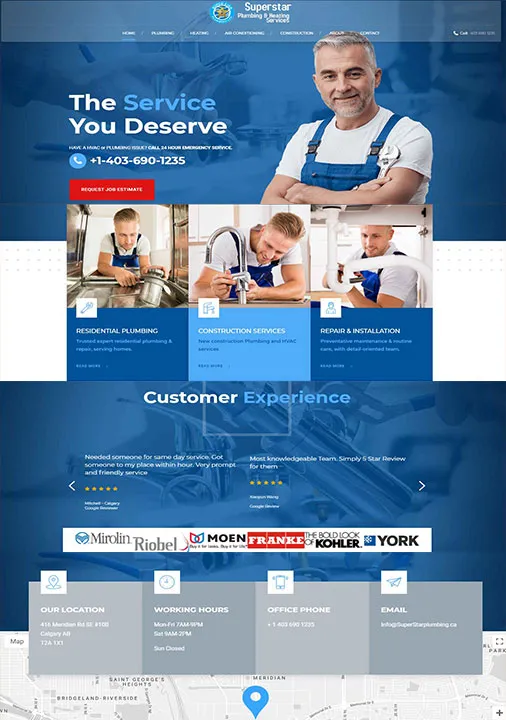 Superstar
Plumbing & Heating
Services
HOME / PLUMBING / HEATING / AIR CONDITIONING / CONSTRUCTION / ABOUT / CONTACT
Call
The Service
You Deserve
HAVE A HVAC or PLUMBING ISSUE? CALL 24 HOUR EMERGENCY SERVICE.
+1-403-690-1235
REQUEST JOB ESTIMATE
RESIDENTIAL PLUMBING
Trusted expert residential plumbing &
repair, serving homes.
READ MORE
CONSTRUCTION SERVICES
New construction Plumbing and HVAC
services
READ MORE
REPAIR & INSTALLATION
Preventative maintenance & routine
care, with detail oriented team.
READ MORE
Customer Experience
Needed someone for same day service. Got
someone to my place within hour. Very prompt
and friendly service
Mitchell - Calgary
Google Reviewer
Most knowledgeable Team. Simply 5 Star Review
for them
Google Review
Mirolin
Riobel
MOEN
Buy it for looks. Buy it for life.
FRANKE
THE BOLD LOOK
OF KOHLER.
YORK
OUR LOCATION
416 Meridian Rd SE #10B
Calgary AB
T2A 1X1
WORKING HOURS
Mon-Fri 7AM-9PM
Sat 9AM-2PM
Sun Closed
OFFICE PHONE
+ 1 403 690 1235
EMAIL
info@SuperStarplumbing.ca
Map
SAINT GEORGE'S
HEIGHTS
MERIDIAN
BRIDGELAND-RIVERSIDE
PARK